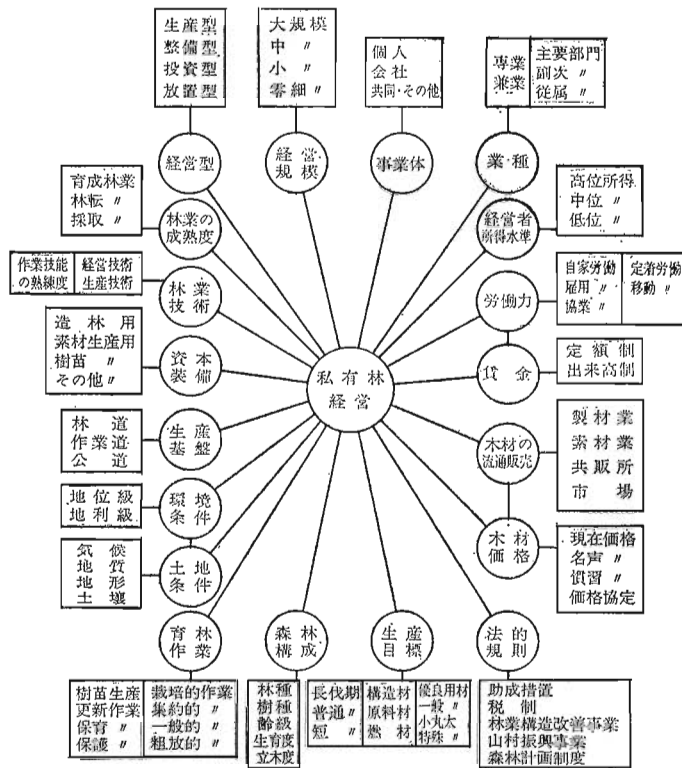 生産型
整備型
投資型
放置型
大規模
中 〃
小 〃
零細〃
個人
会社
共同・その他
専業
兼業
主要部門
副次 〃
従属 〃
経営型
経営
規模
事業体
業・種
育成林業
林転 〃
採取 〃
林業の
成熟度
経営者
所得水準
高位所得
中位 〃
低位 〃
作業技能
の熟練度
経営技術
生産技術
林業
技術
労働力
自家労働
雇用 〃
協業 〃
定着労働
移動 〃
造林用
素材生産用
樹苗 〃
その他〃
資本
装備
私有林
経営
賃金
定額制
出来高制
林道
作業道
公道
生産
基盤
木材の
流通販売
製材業
素材業
共販所
市場
地位級
地利級
環境
条件
気候
地質
地形
土壌
土地
条件
木材
価格
現在価格
名声 〃
慣習 〃
価格協定
育林
作業
森林
構成
生産
目標
法的
規則
樹苗生産
更新作業
保育 〃
保護 〃
栽培的作業
集約的 〃
一般的 〃
粗放的 〃
林種
樹種
齢級
生育度
立木度
長伐期
普通〃
短 〃
構造材
原料材
燃材
優良用材
一般〃
小丸太
特殊〃
助成措置
税制
林業構造改善事業
山村振興事業
森林計画制度